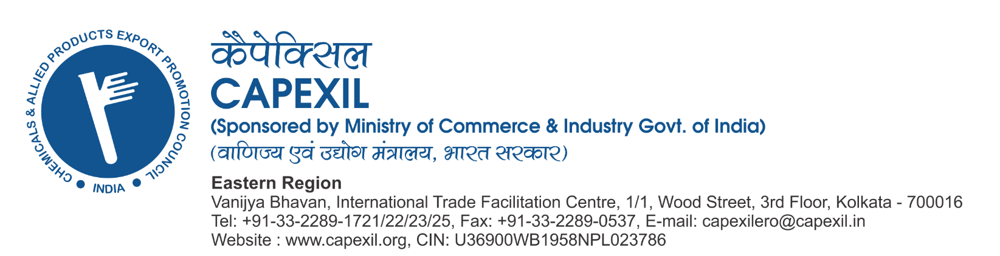 CHEMICALS & ALLIED PRODUCTS EXPORT PROMOTION COUNCIL
• INDIA •
कैपेक्सिल
CAPEXIL
(Sponsored by Ministry of Commerce & Industry Govt. of India)
(वाणिज्य एवं उद्योग मंत्रालय, भारत सरकार)
Eastern Region
Vanijya Bhavan, International Trade Facilitation Centre, 1/1, Wood Street, 3rd Floor, Kolkata - 700016
Tel: +91-33-2289-1721/22/23/25, Fax: +91-33-2289-0537, E-mail: capexilero@capexil.in
Website : www.capexil.org, CIN: U36900WB1958NPL023786